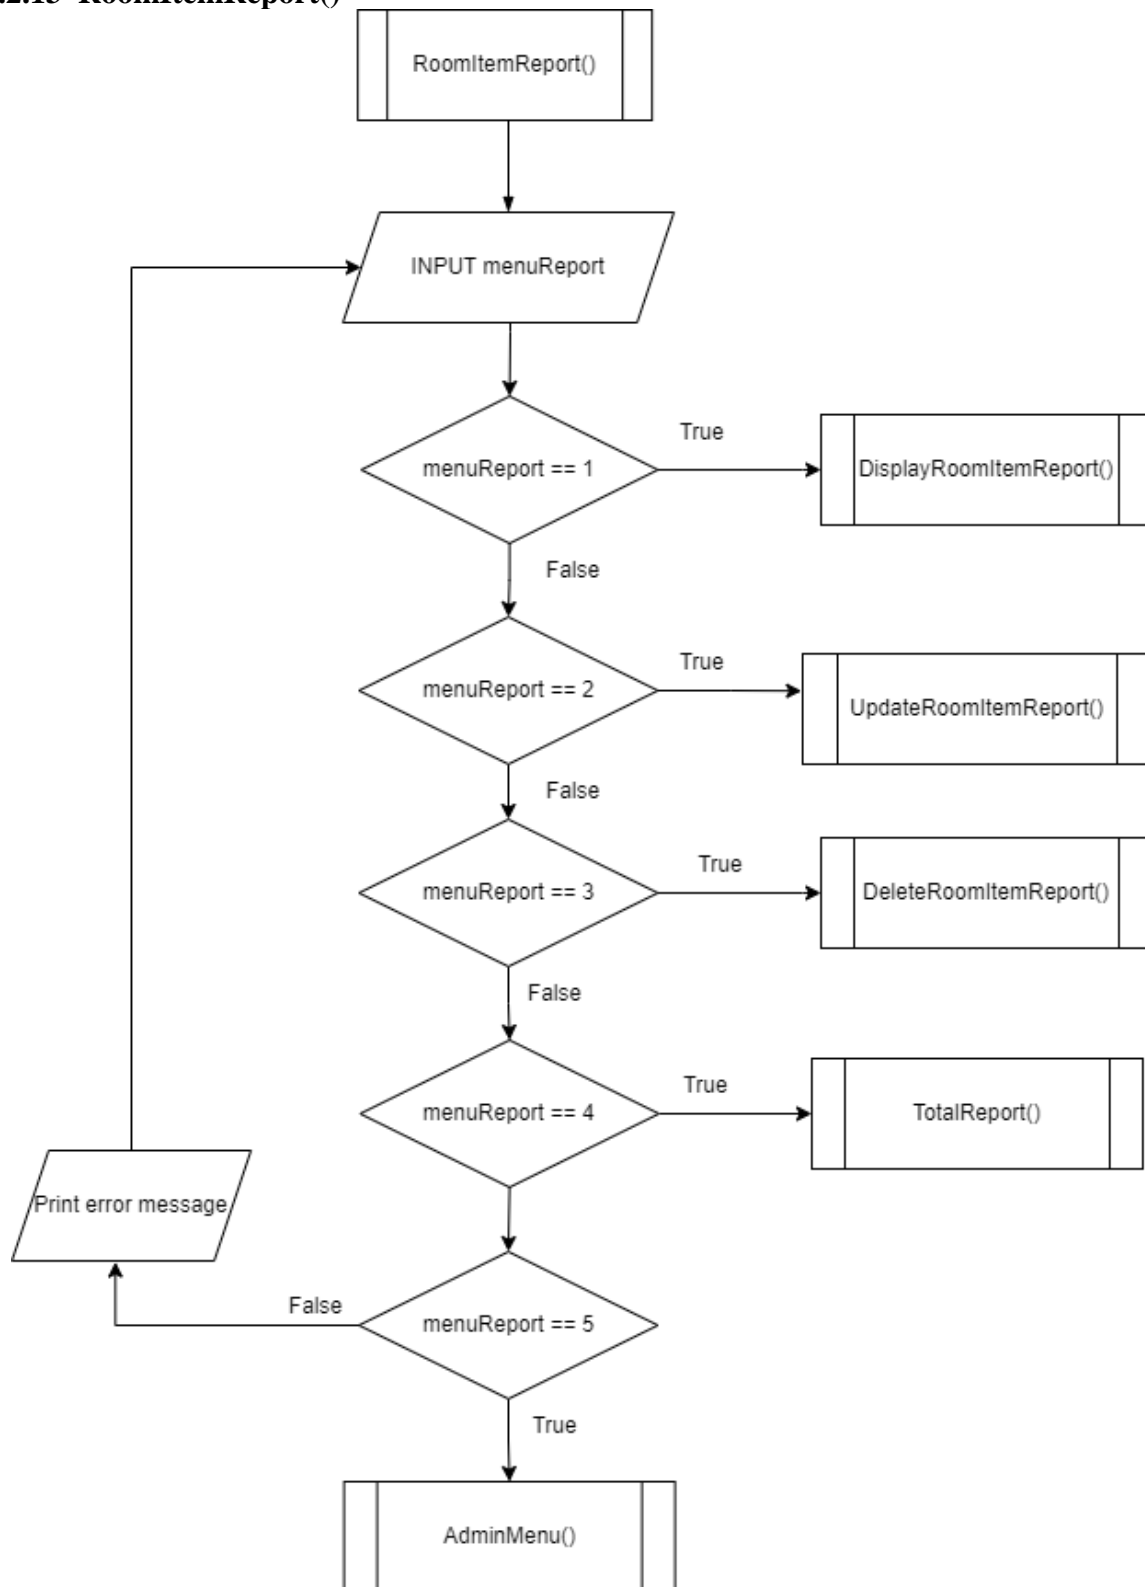 RoomItemReport()
RoomItemReport()
INPUT menuReport
True
menuReport == 1
DisplayRoomItemReport()
False
True
menuReport == 2
UpdateRoomItemReport()
False
True
menuReport == 3
DeleteRoomItemReport()
False
True
menuReport == 4
TotalReport()
Print error message
False
menuReport == 5
True
AdminMenu()